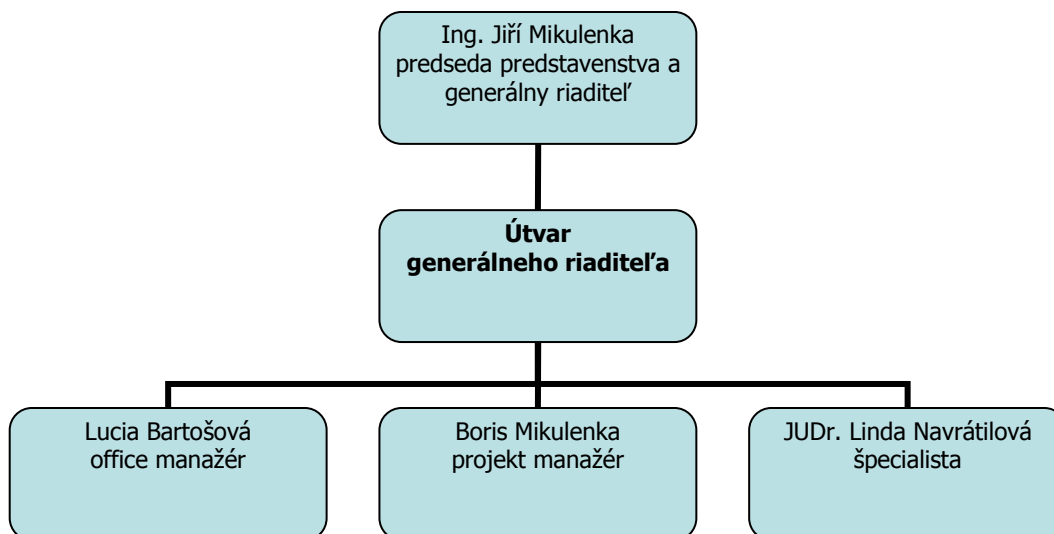 Ing. Jiří Mikulenka
predseda predstavenstva a
generálny riaditeľ
Útvar
generálneho riaditeľa
Lucia Bartošová
office manažér
Boris Mikulenka
projekt manažér
JUDr. Linda Navrátilová
špecialista